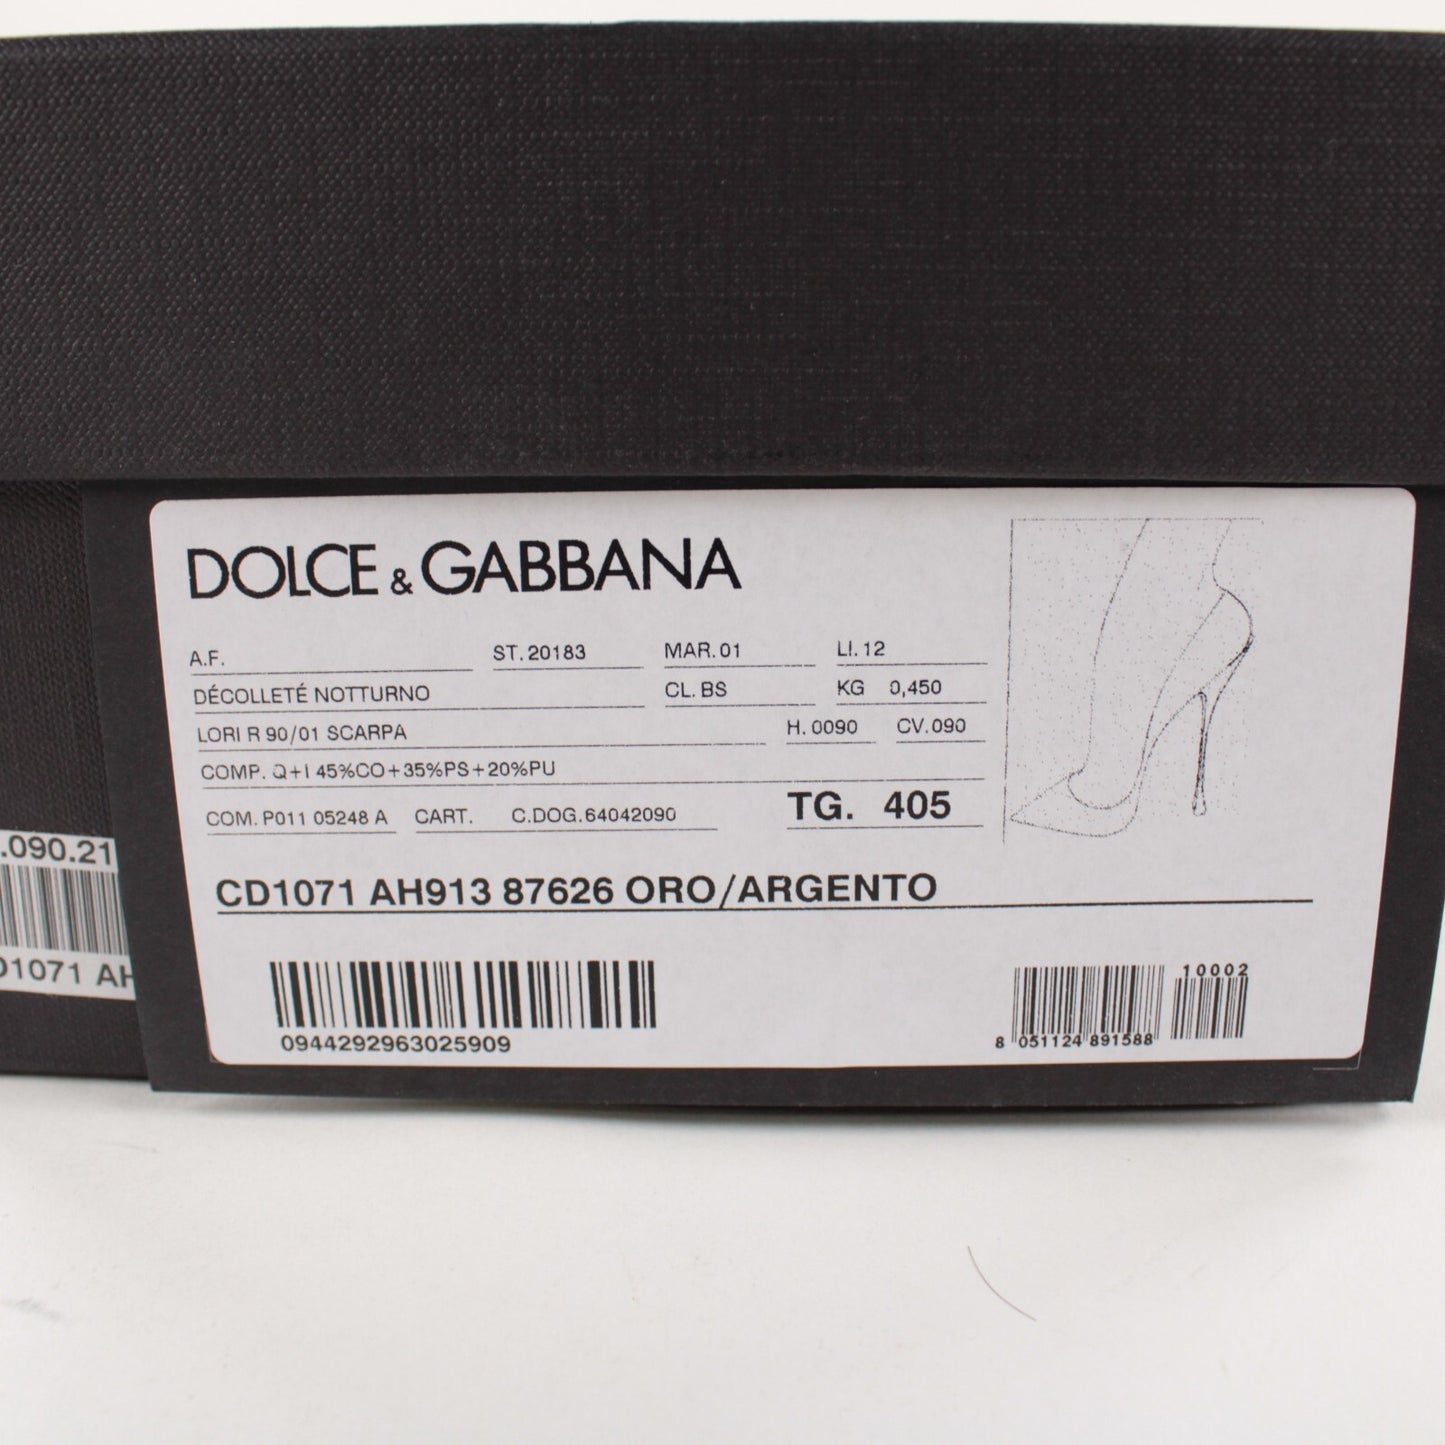 DOLCE & GABBANA
A.F. ST. 20183 MAR. 01 LI. 12
DÉCOLLETÉ NOTTURNO CL. BS KG 0,450
LORI R 90/01 SCARPA H. 0090 CV. 090
COMP. Q+I 45%CO+35%PS+20%PU
COM. P011 05248 A CART. C.DOG.64042090 TG. 405
CD1071 AH913 87626 ORO/ARGENTO
0944292963025909
10002
8 051124 891588
.090.21
D1071 AH